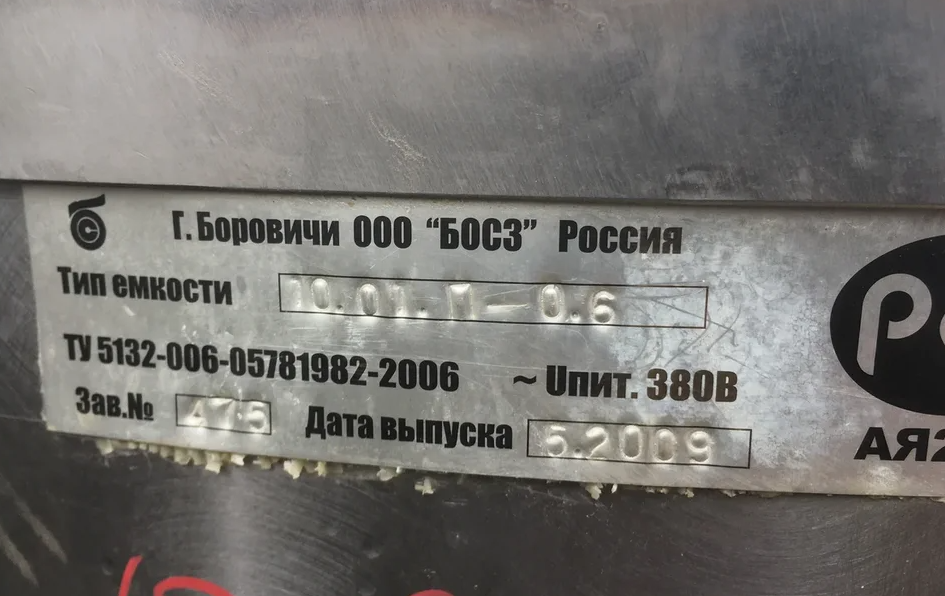 Г. Боровичи ООО "БОСЗ" Россия
Тип емкости 10.01.П-0.6
ТУ 5132-006-05781982-2006 ~ Uпит. 380В
Зав.№ 475 Дата выпуска 5.2009
АЯ2